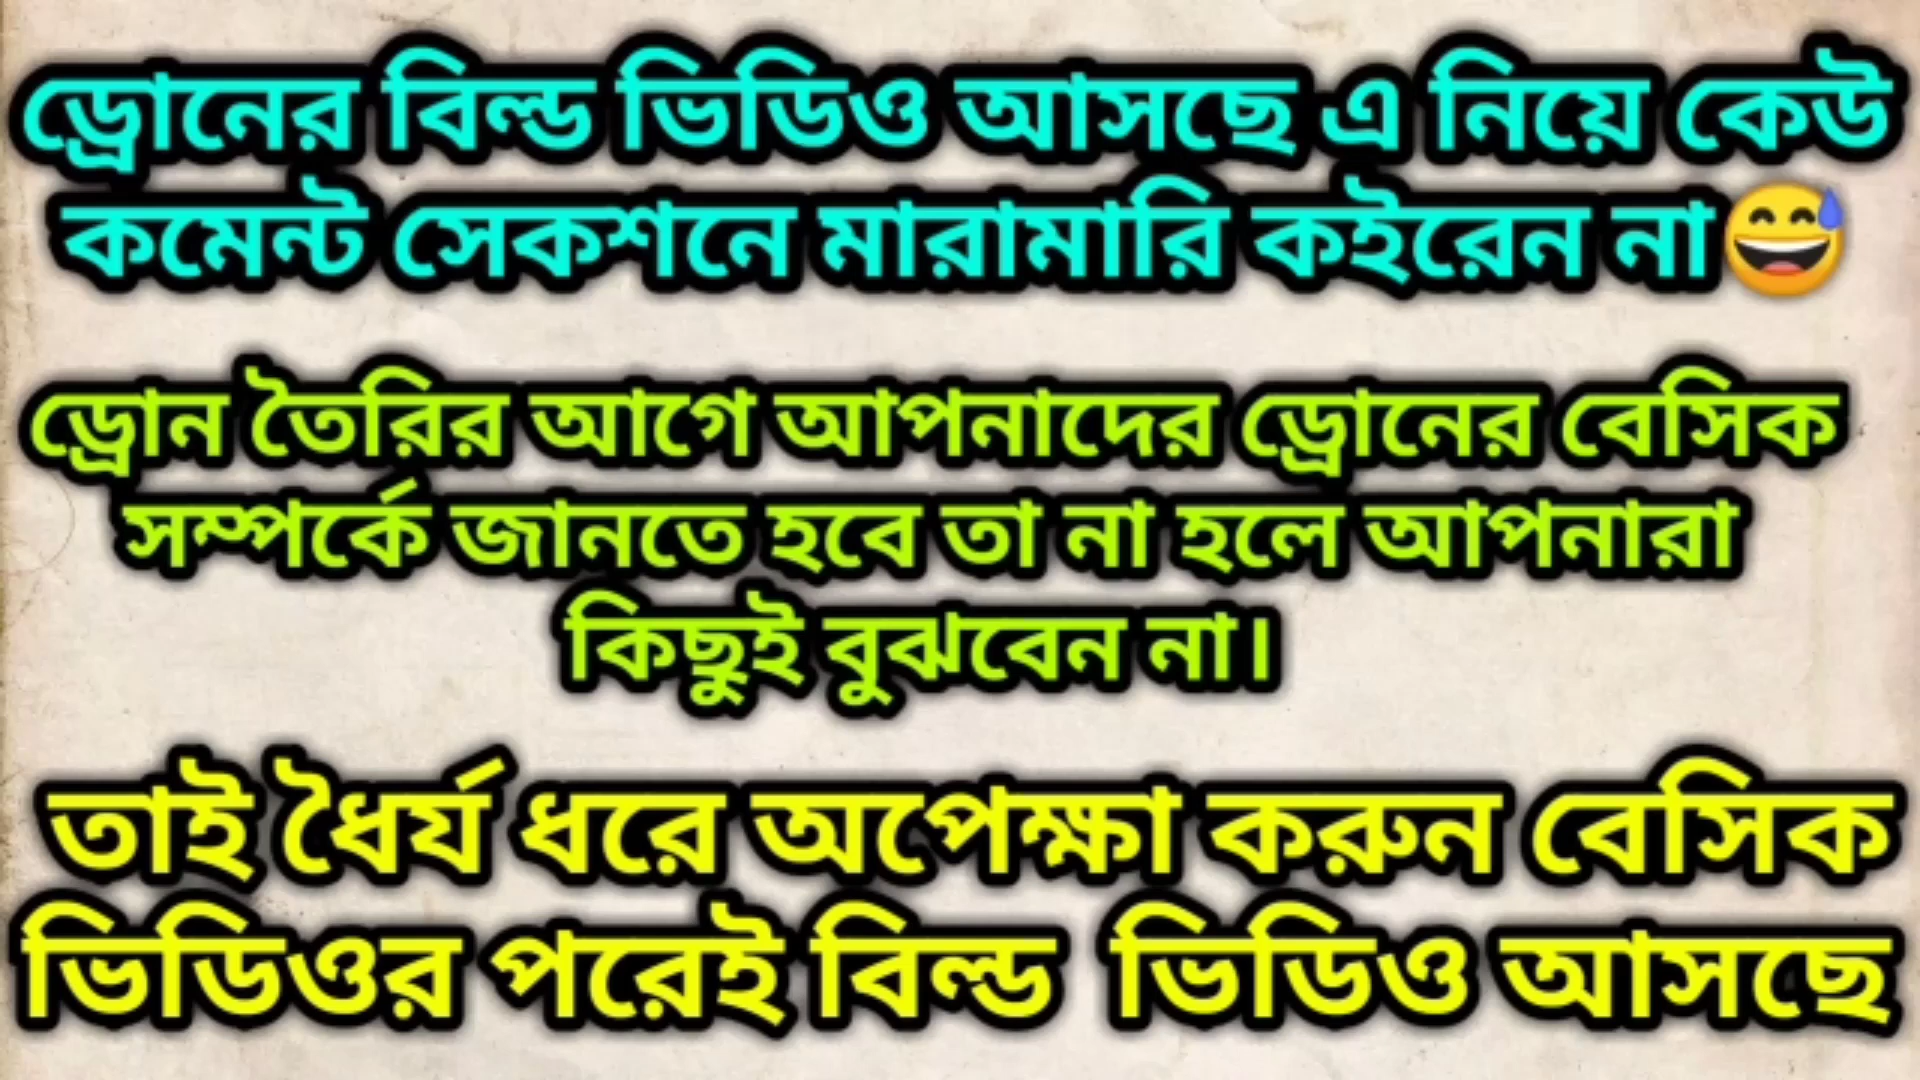 ড্রোনের বিল্ড ভিডিও আসছে এ নিয়ে কেউ
কমেন্ট সেকশনে মারামারি কইরেন না😅
ড্রোন তৈরির আগে আপনাদের ড্রোনের বেসিক
সম্পর্কে জানতে হবে তা না হলে আপনারা
কিছুই বুঝবেন না।
তাই ধৈর্য ধরে অপেক্ষা করুন বেসিক
ভিডিওর পরেই বিল্ড ভিডিও আসছে